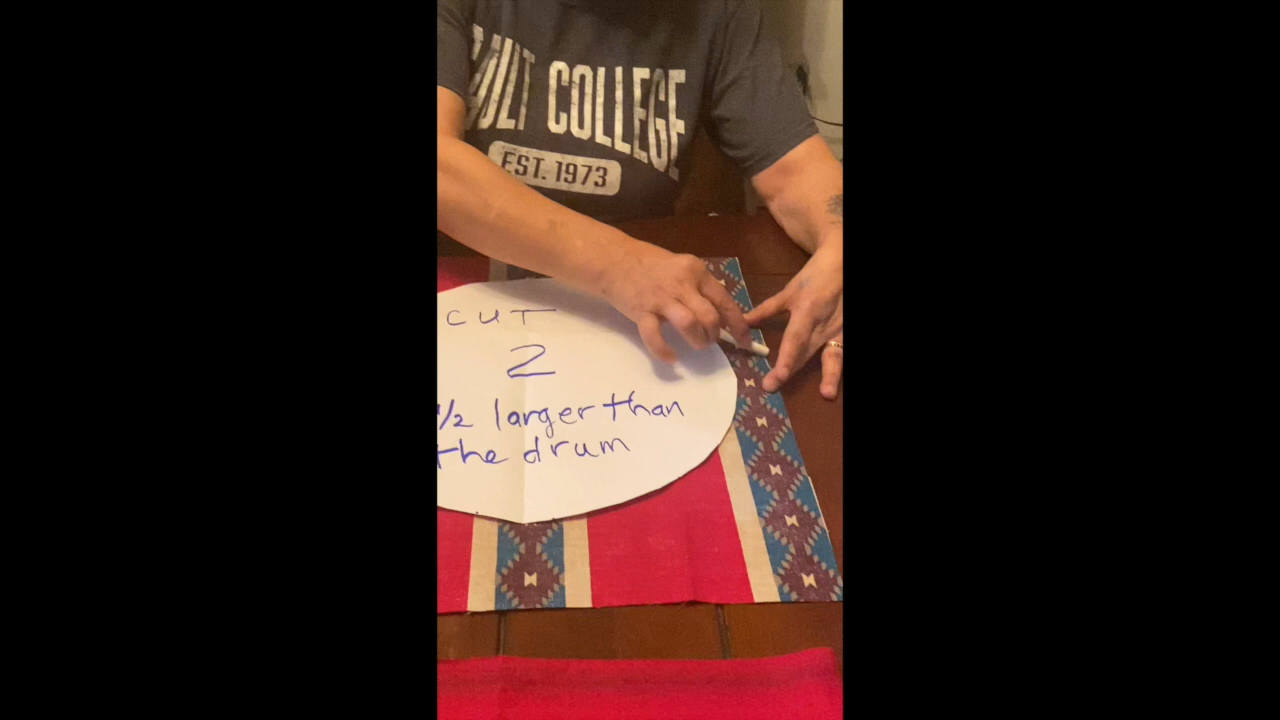 COLLEGE
EST. 1973
CUT
2
1/2 larger than
the drum